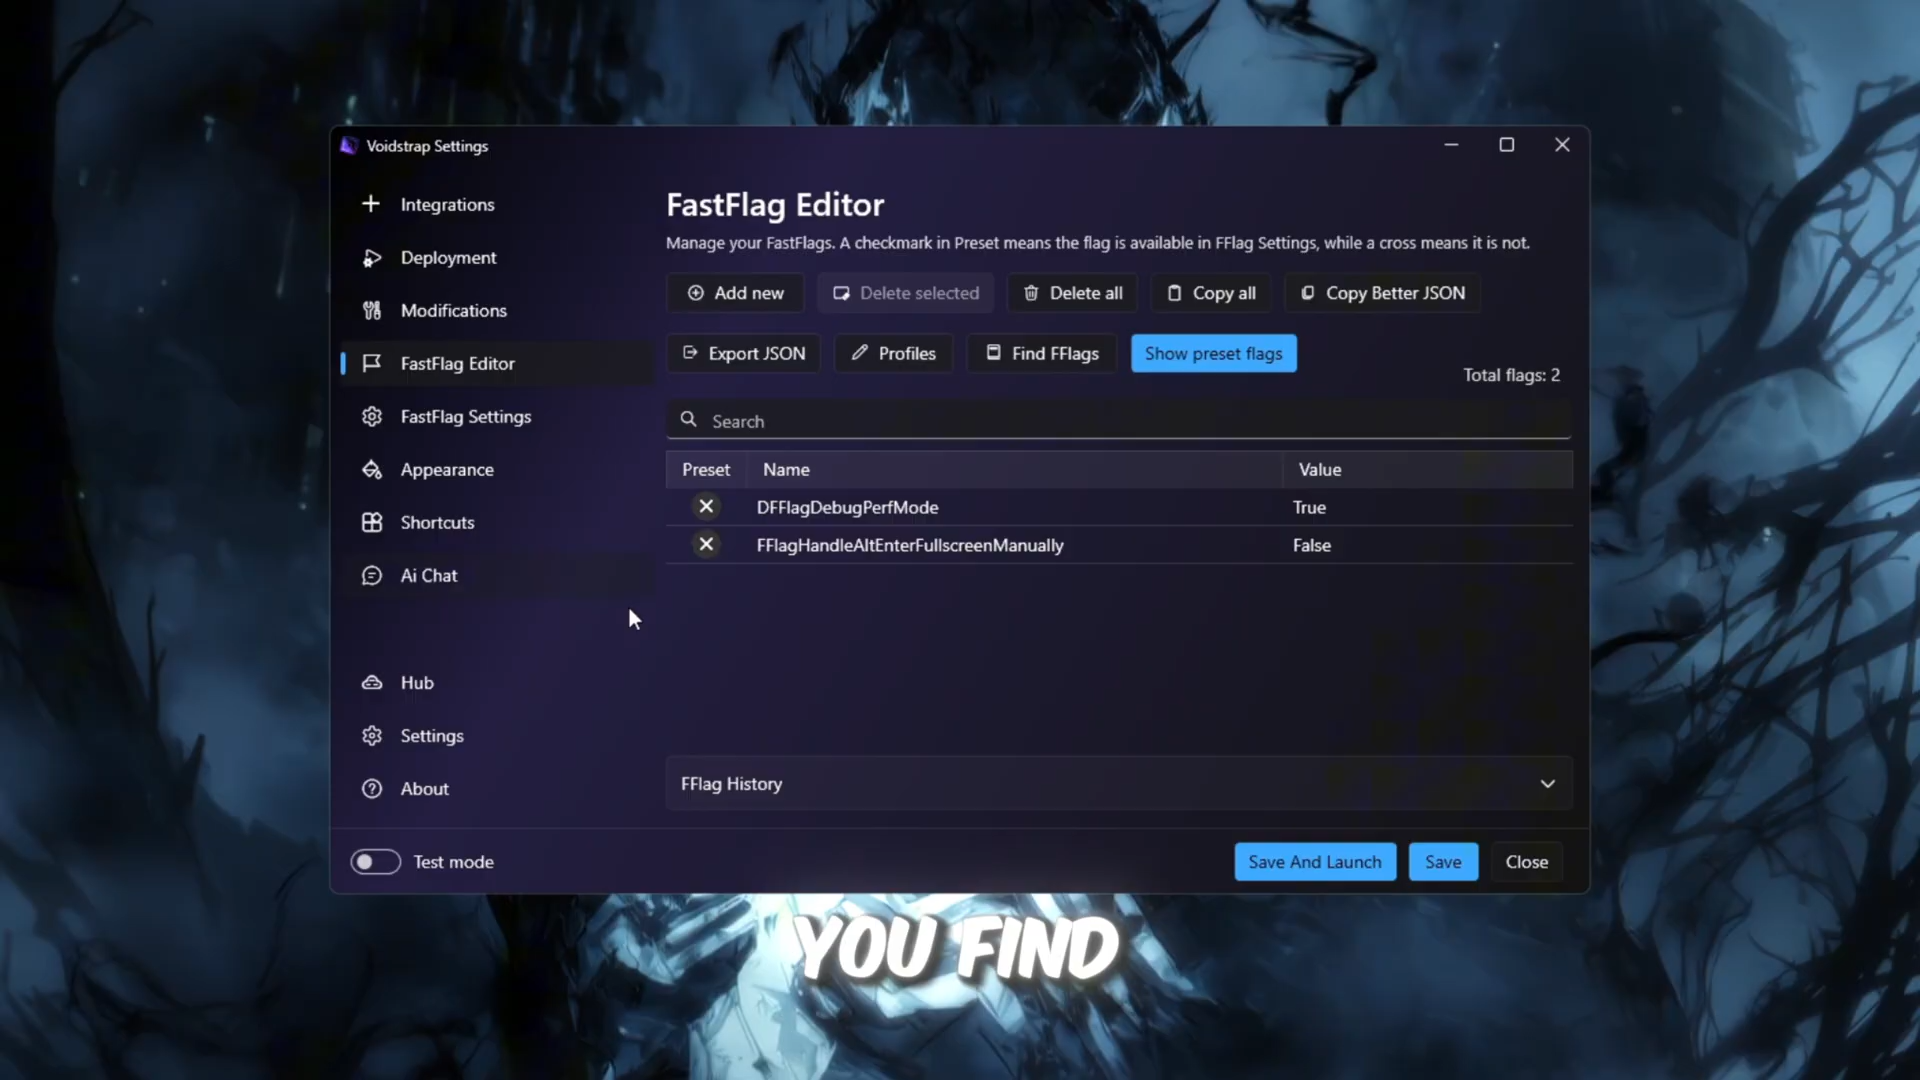 Voidstrap Settings
Integrations
Deployment
Modifications
FastFlag Editor
FastFlag Settings
Appearance
Shortcuts
Ai Chat
Hub
Settings
About
Test mode
FastFlag Editor
Manage your FastFlags. A checkmark in Preset means the flag is available in FFlag Settings, while a cross means it is not.
Add new Delete selected Delete all Copy all Copy Better JSON
Export JSON Profiles Find FFlags Show preset flags
Total flags: 2
Search
Preset Name Value
DFFlagDebugPerfMode True
FFlagHandleAltEnterFullscreenManually False
FFlag History
Save And Launch Save Close
YOU FIND